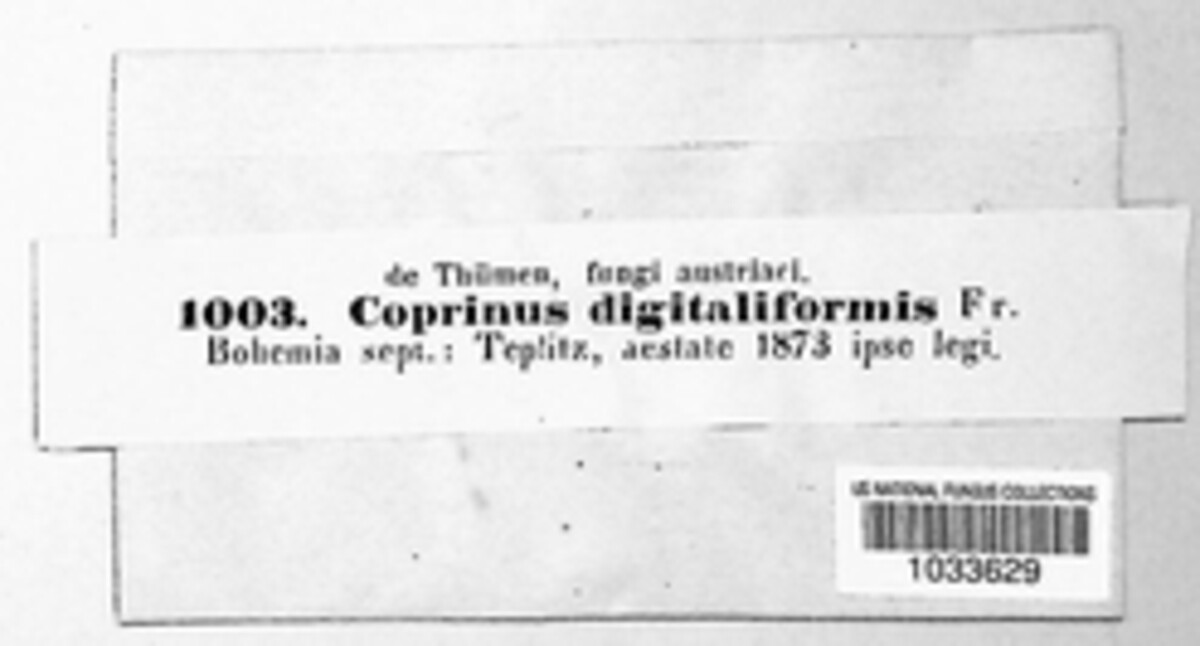 de Thümen, fungi austriaci.
1003. Coprinus digitaliformis Fr.
Bohemia sept.: Teplitz, aestate 1873 ipse legi.
US NATIONAL FUNGUS COLLECTIONS
1033629